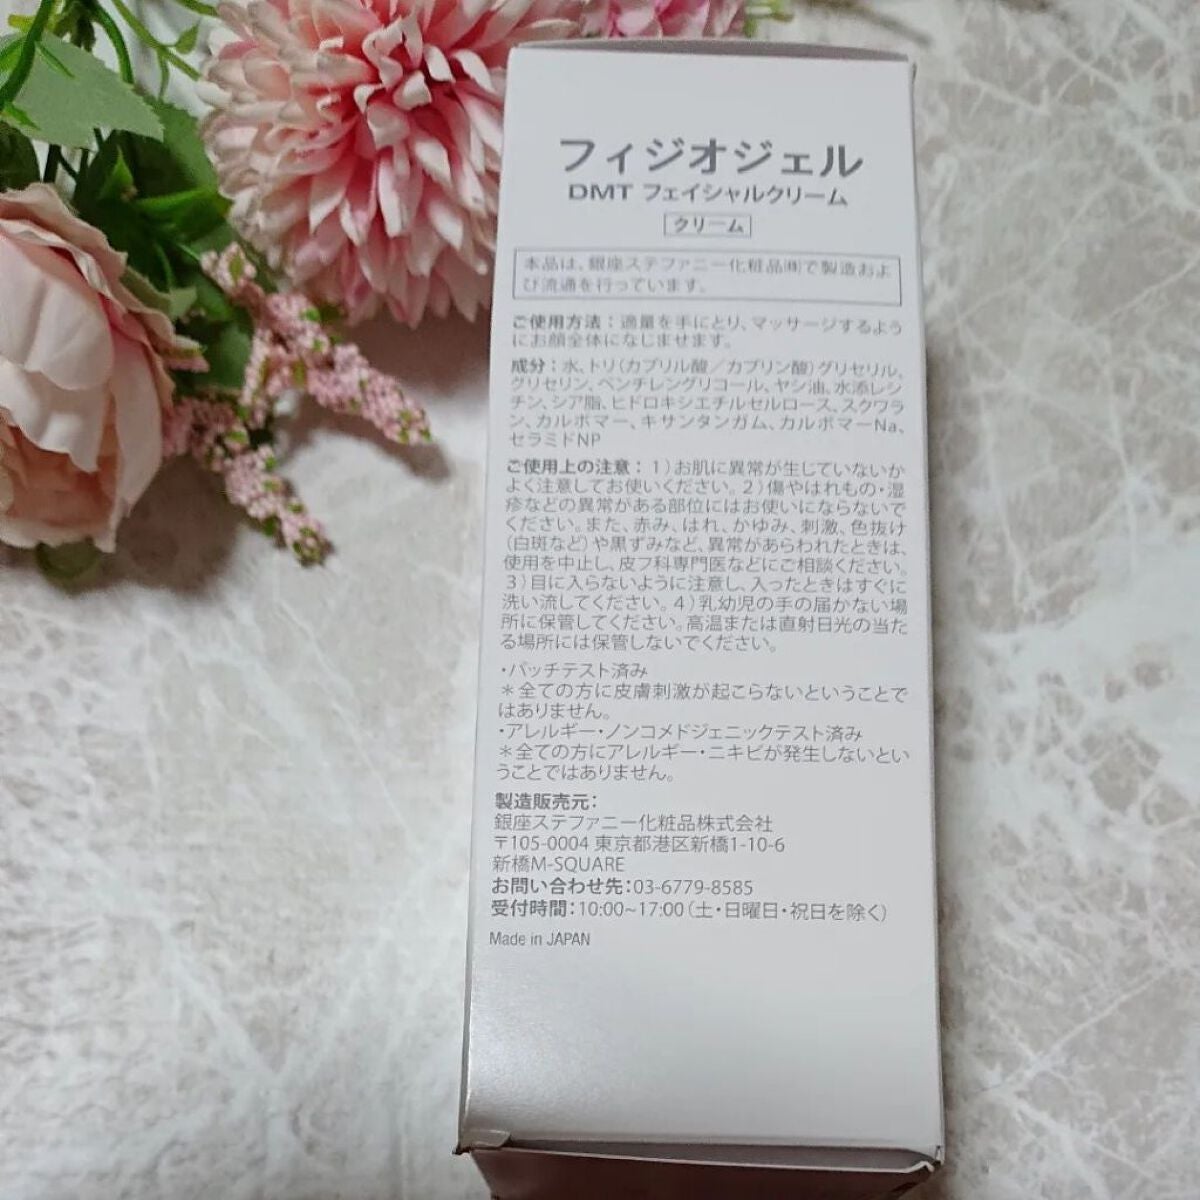 フィジオジェル
DMT フェイシャルクリーム
クリーム
本品は、銀座ステファニー化粧品㈱で製造およ
び流通を行っています。
ご使用方法：適量を手にとり、マッサージするよう
にお顔全体になじませます。
成分：水、トリ（カプリル酸／カプリン酸）グリセリル、
グリセリン、ペンチレングリコール、ヤシ油、水添レシ
チン、シア脂、ヒドロキシエチルセルロース、スクワラ
ン、カルボマー、キサンタンガム、カルボマーNa、
セラミドNP
ご使用上の注意：1）お肌に異常が生じていないか
よく注意してお使いください。2）傷やはれもの・湿
疹などの異常がある部位にはお使いにならないで
ください。また、赤み、はれ、かゆみ、刺激、色抜け
（白斑など）や黒ずみなど、異常があらわれたときは、
使用を中止し、皮フ科専門医などにご相談ください。
3）目に入らないように注意し、入ったときはすぐに
洗い流してください。4）乳幼児の手の届かない場
所に保管してください。高温または直射日光の当た
る場所には保管しないでください。
・パッチテスト済み
＊全ての方に皮膚刺激が起こらないということで
はありません。
・アレルギー・ノンコメドジェニックテスト済み
＊全ての方にアレルギー・ニキビが発生しないとい
うことではありません。
製造販売元：
銀座ステファニー化粧品株式会社
〒105-0004 東京都港区新橋1-10-6
新橋M-SQUARE
お問い合わせ先：03-6779-8585
受付時間：10:00~17:00（土・日曜日・祝日を除く）
Made in JAPAN